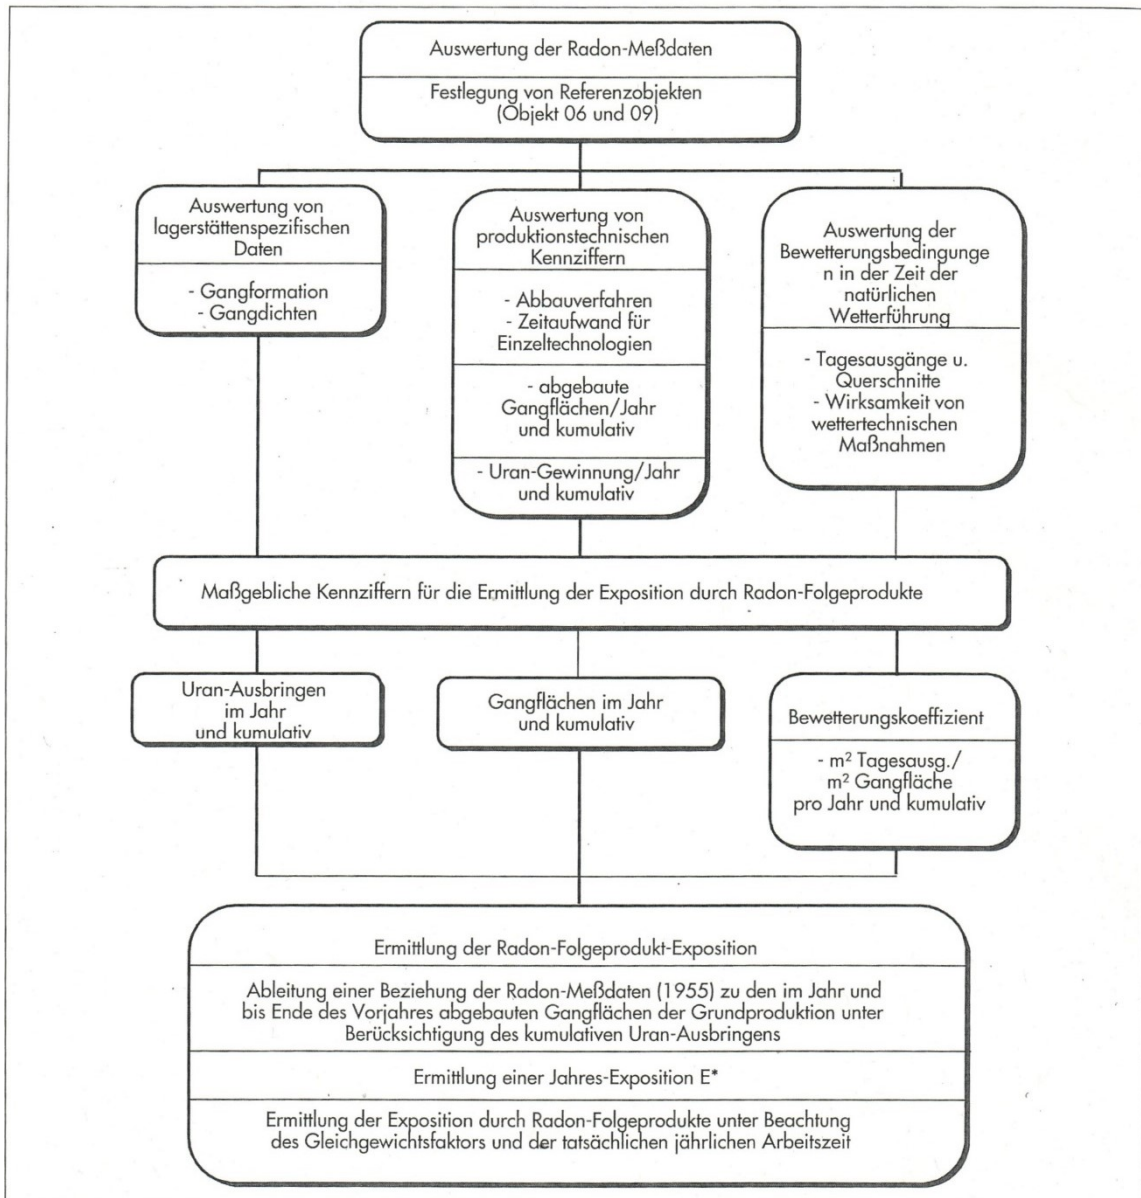 Auswertung der Radon-Meßdaten
Festlegung von Referenzobjekten
(Objekt 06 und 09)
Auswertung von
lagerstättenspezifischen
Daten
- Gangformation
- Gangdichten
Auswertung von
produktionstechnischen
Kennziffern
- Abbauverfahren
- Zeitaufwand für
Einzeltechnologien
- abgebaute
Gangflächen/Jahr
und kumulativ
- Uran-Gewinnung/Jahr
und kumulativ
Auswertung der
Bewetterungsbedingunge
n in der Zeit der
natürlichen
Wetterführung
- Tagesausgänge u.
Querschnitte
- Wirksamkeit von
wettertechnischen
Maßnahmen
Maßgebliche Kennziffern für die Ermittlung der Exposition durch Radon-Folgeprodukte
Uran-Ausbringen
im Jahr
und kumulativ
Gangflächen im Jahr
und kumulativ
Bewetterungskoeffizient
- m² Tagesausg./
m² Gangfläche
pro Jahr und kumulativ
Ermittlung der Radon-Folgeprodukt-Exposition
Ableitung einer Beziehung der Radon-Meßdaten (1955) zu den im Jahr und
bis Ende des Vorjahres abgebauten Gangflächen der Grundproduktion unter
Berücksichtigung des kumulativen Uran-Ausbringens
Ermittlung einer Jahres-Exposition E*
Ermittlung der Exposition durch Radon-Folgeprodukte unter Beachtung
des Gleichgewichtsfaktors und der tatsächlichen jährlichen Arbeitszeit